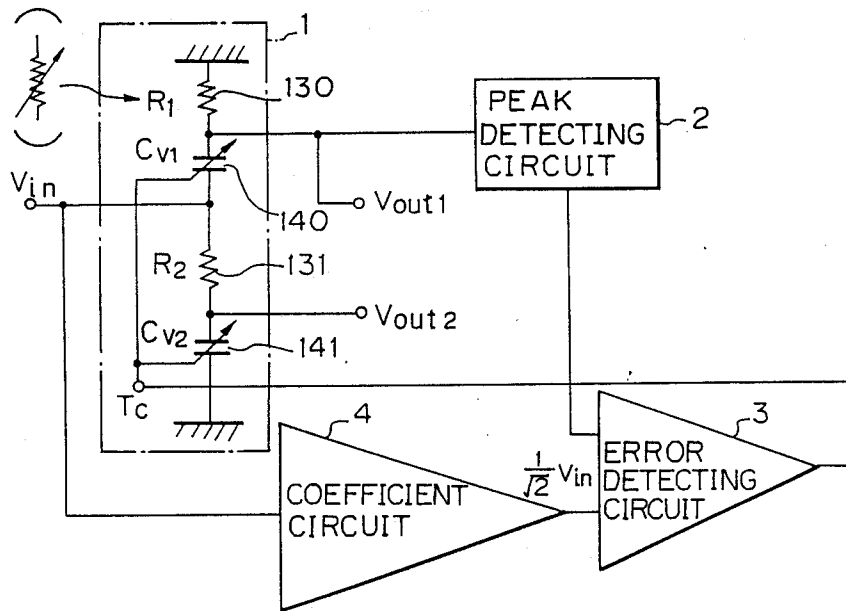 1
130
R1
PEAK
DETECTING
CIRCUIT
2
Cv1
Vin
140
Vout1
R2
131
Vout2
Cv2
141
Tc
4
3
COEFFICIENT
CIRCUIT
1/√2 Vin
ERROR
DETECTING
CIRCUIT